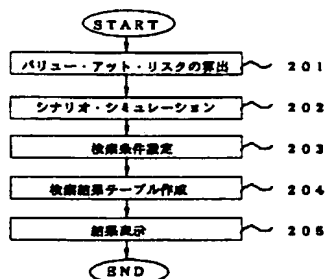 START
バリュー・アット・リスクの算出 201
シナリオ・シミュレーション 202
検索条件設定 203
検索結果テーブル作成 204
結果表示 205
END